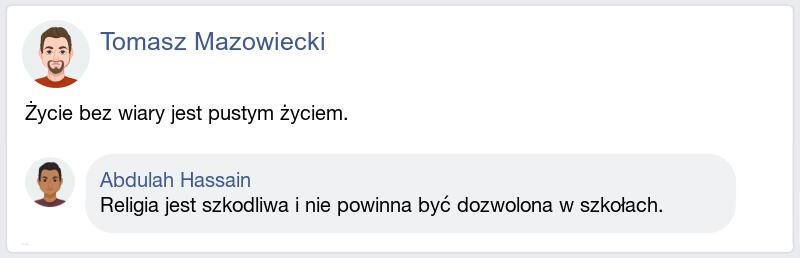 Tomasz Mazowiecki
Życie bez wiary jest pustym życiem.
Abdulah Hassain
Religia jest szkodliwa i nie powinna być dozwolona w szkołach.